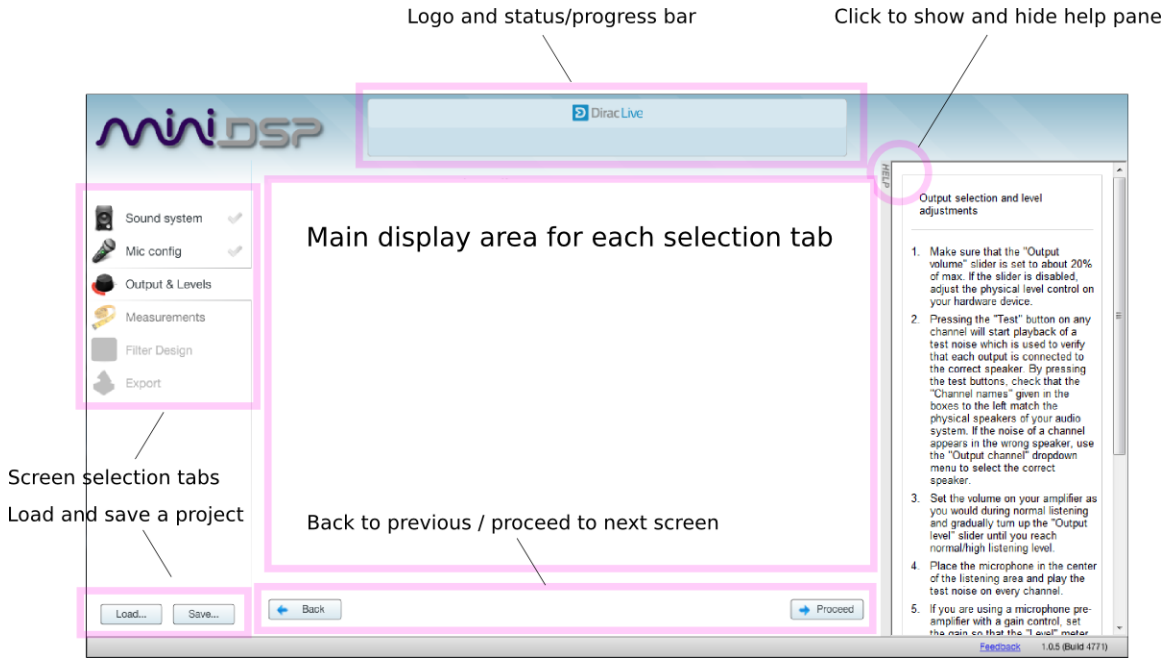 Logo and status/progress bar
Click to show and hide help pane
miniDSP
Dirac Live
HELP
Sound system
Mic config
Output & Levels
Measurements
Filter Design
Export
Main display area for each selection tab
Output selection and level
adjustments
1. Make sure that the "Output
volume" slider is set to about 20%
of max. If the slider is disabled,
adjust the physical level control on
your hardware device.
2. Pressing the "Test" button on any
channel will start playback of a
test noise which is used to verify
that each output is connected to
the correct speaker. By pressing
the test buttons, check that the
"Channel names" given in the
boxes to the left match the
physical speakers of your audio
system. If the noise of a channel
appears in the wrong speaker, use
the "Output channel" dropdown
menu to select the correct
speaker.
3. Set the volume on your amplifier as
you would during normal listening
and gradually turn up the "Output
level" slider until you reach
normal/high listening level.
4. Place the microphone in the center
of the listening area and play the
test noise on every channel.
5. If you are using a microphone pre-
amplifier with a gain control, set
the gain so that the "Level" meter
Screen selection tabs
Load and save a project
Back to previous / proceed to next screen
Load...
Save...
Back
Proceed
Feedback
1.0.5 (Build 4771)